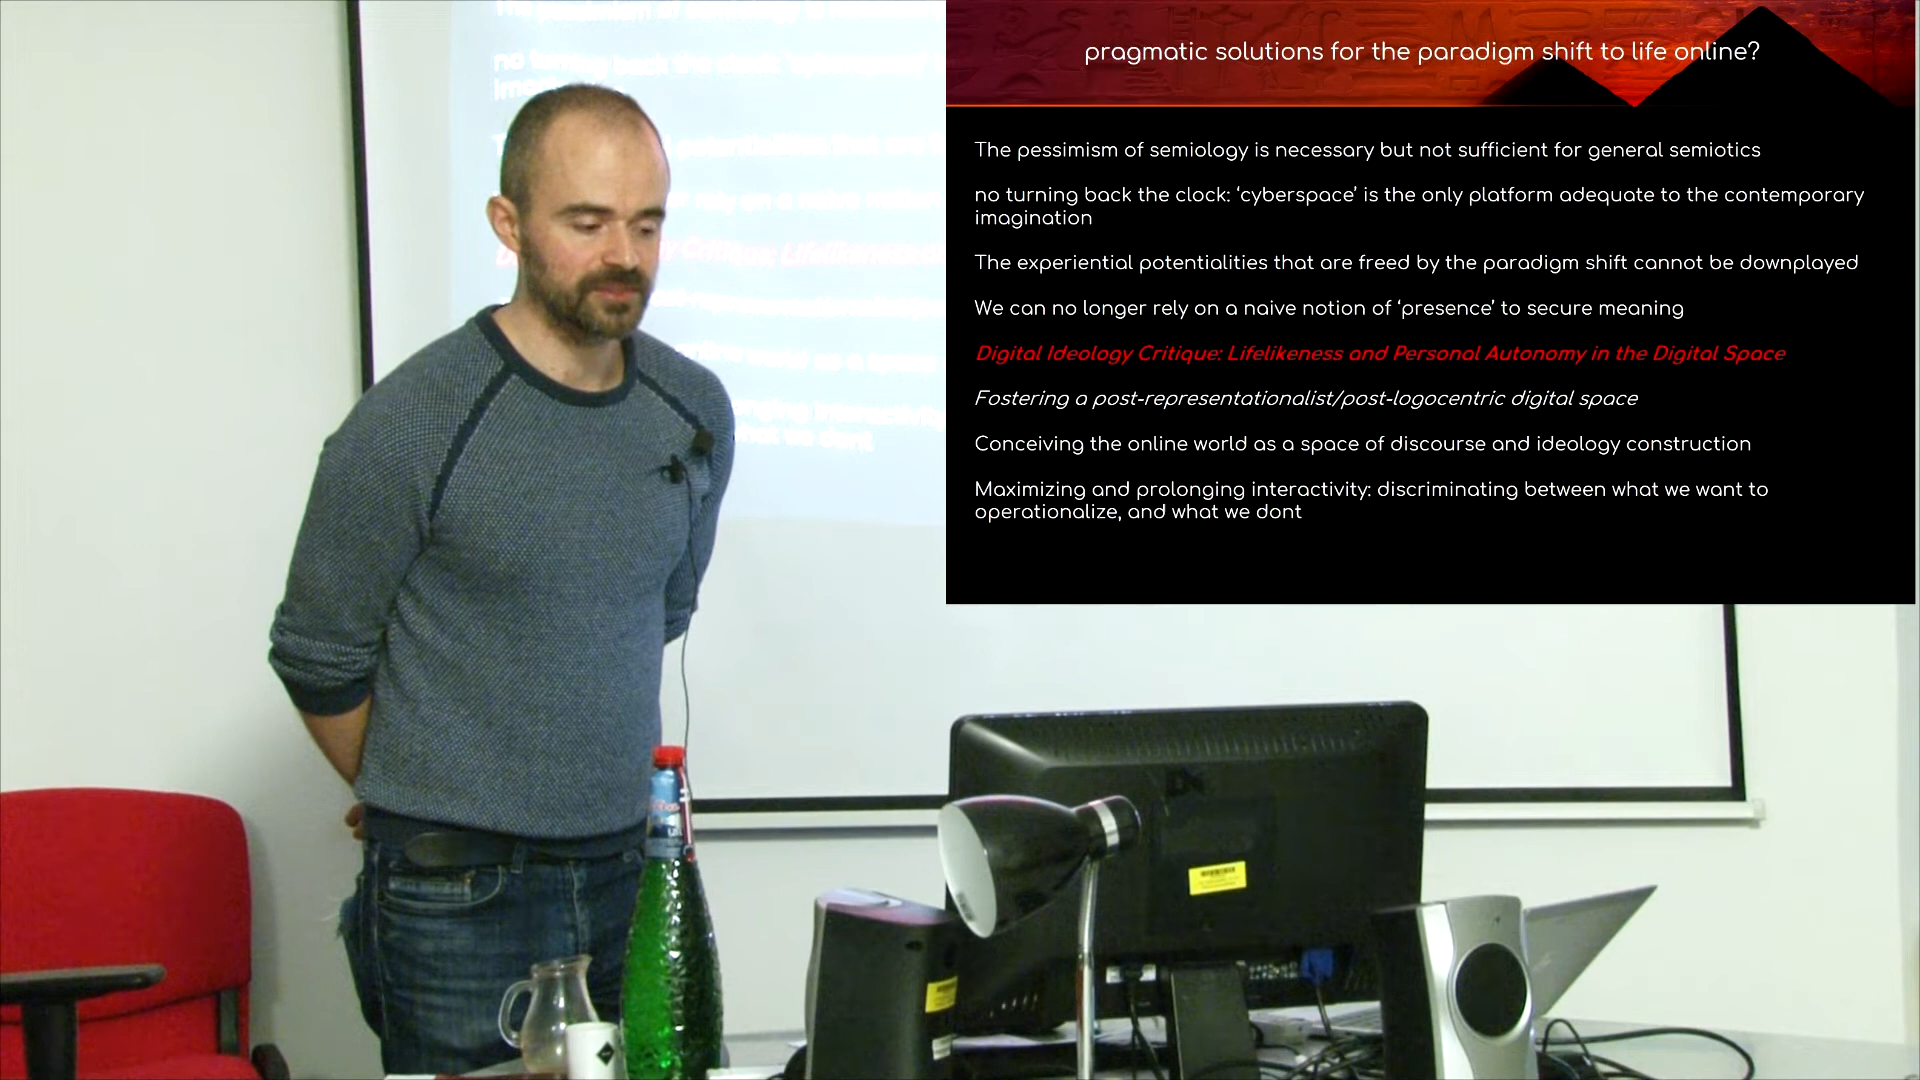 pragmatic solutions for the paradigm shift to life online?
The pessimism of semiology is necessary but not sufficient for general semiotics
no turning back the clock: ‘cyberspace’ is the only platform adequate to the contemporary
imagination
The experiential potentialities that are freed by the paradigm shift cannot be downplayed
We can no longer rely on a naive notion of ‘presence’ to secure meaning
Digital Ideology Critique: Lifelikeness and Personal Autonomy in the Digital Space
Fostering a post-representationalist/post-logocentric digital space
Conceiving the online world as a space of discourse and ideology construction
Maximizing and prolonging interactivity: discriminating between what we want to
operationalize, and what we dont